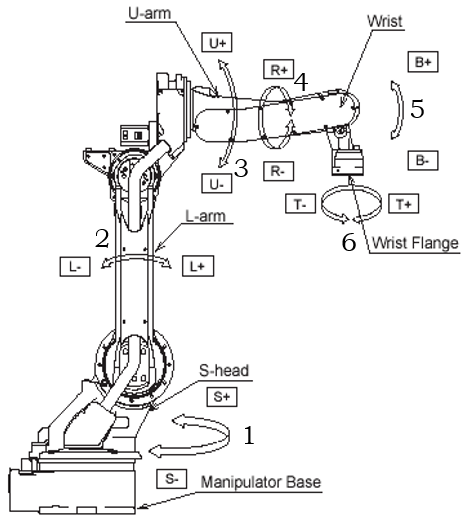 U-arm
Wrist
U+
R+
4
B+
5
3
R-
B-
U-
T-
T+
6
Wrist Flange
2
L-arm
L-
L+
S-head
S+
1
S-
Manipulator Base